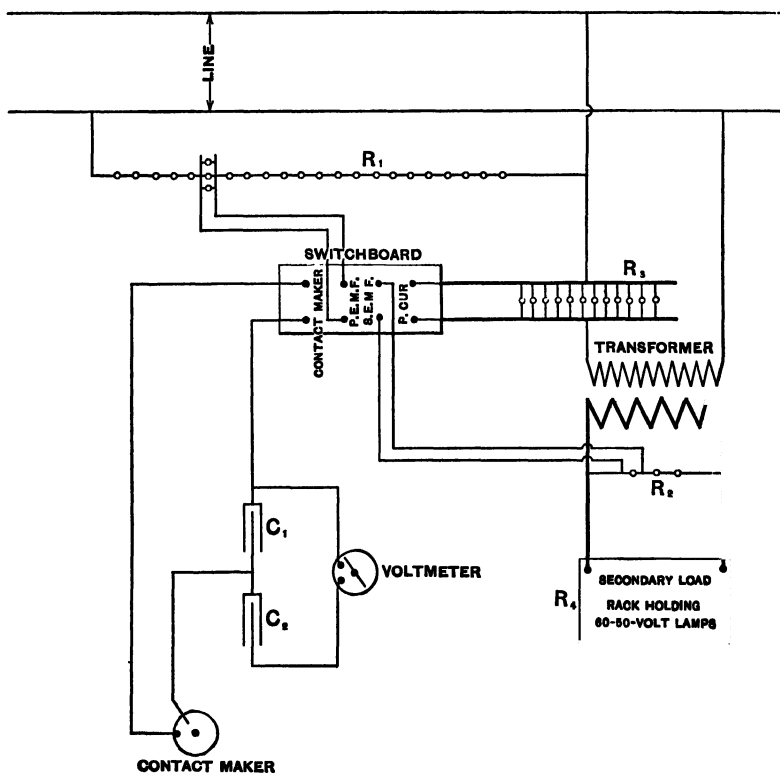 LINE
R₁
SWITCHBOARD
CONTACT MAKER
P.E.M.F.
S.E.M.F.
P. CUR
R₃
TRANSFORMER
R₂
C₁
VOLTMETER
C₂
R₄
SECONDARY LOAD
RACK HOLDING
60-50-VOLT LAMPS
CONTACT MAKER